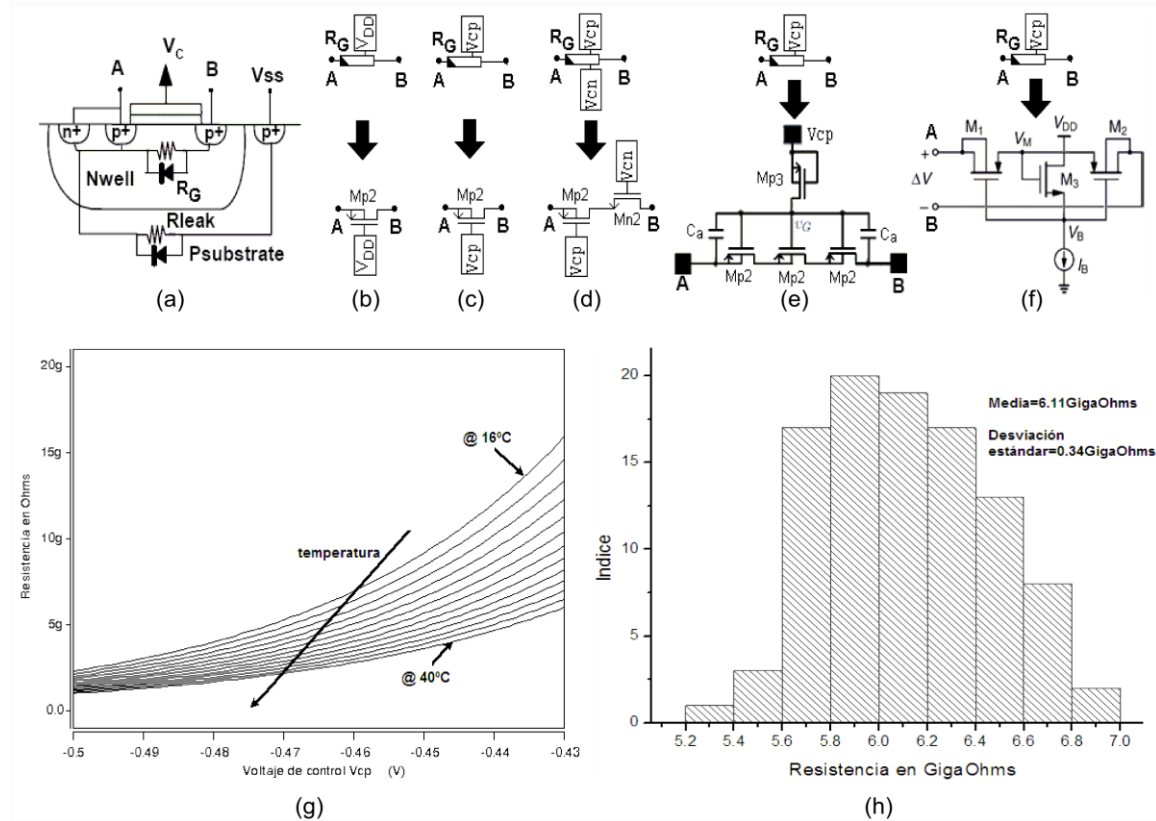 V_C
A
B
Vss
n+
p+
p+
p+
Nwell
R_G
Rleak
Psubstrate
(a)
R_G
V_DD
A
B
Mp2
A
B
V_DD
(b)
R_G
Vcp
A
B
Mp2
A
B
Vcp
(c)
R_G
Vcp
A
B
Vcn
Vcn
Mp2
A
Mn2
B
Vcp
(d)
R_G
Vcp
A
B
Vcp
Mp3
C_a
v_G
C_a
Mp2
Mp2
Mp2
A
B
(e)
R_G
Vcp
A
B
A
M_1
V_M
V_DD
M_2
+
ΔV
M_3
−
B
V_B
I_B
(f)
20g
15g
10g
5g
0.0
Resistencia en Ohms
@ 16ºC
temperatura
@ 40ºC
-0.5
-0.49
-0.48
-0.47
-0.46
-0.45
-0.44
-0.43
Voltaje de control Vcp (V)
(g)
20
15
10
5
0
Indice
Media=6.11GigaOhms
Desviación
estándar=0.34GigaOhms
5.2
5.4
5.6
5.8
6.0
6.2
6.4
6.6
6.8
7.0
Resistencia en GigaOhms
(h)